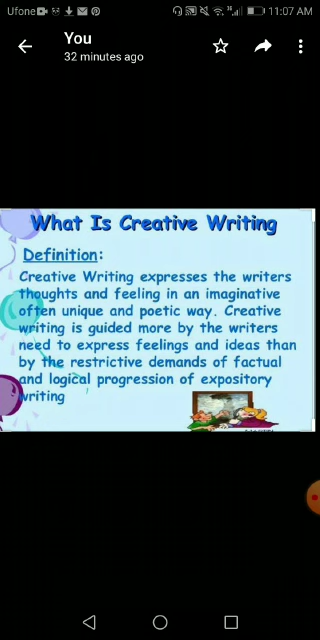 Ufone
11:07 AM
You
32 minutes ago
What Is Creative Writing
Definition:
Creative Writing expresses the writers
thoughts and feeling in an imaginative
often unique and poetic way. Creative
writing is guided more by the writers
need to express feelings and ideas than
by the restrictive demands of factual
and logical progression of expository
writing